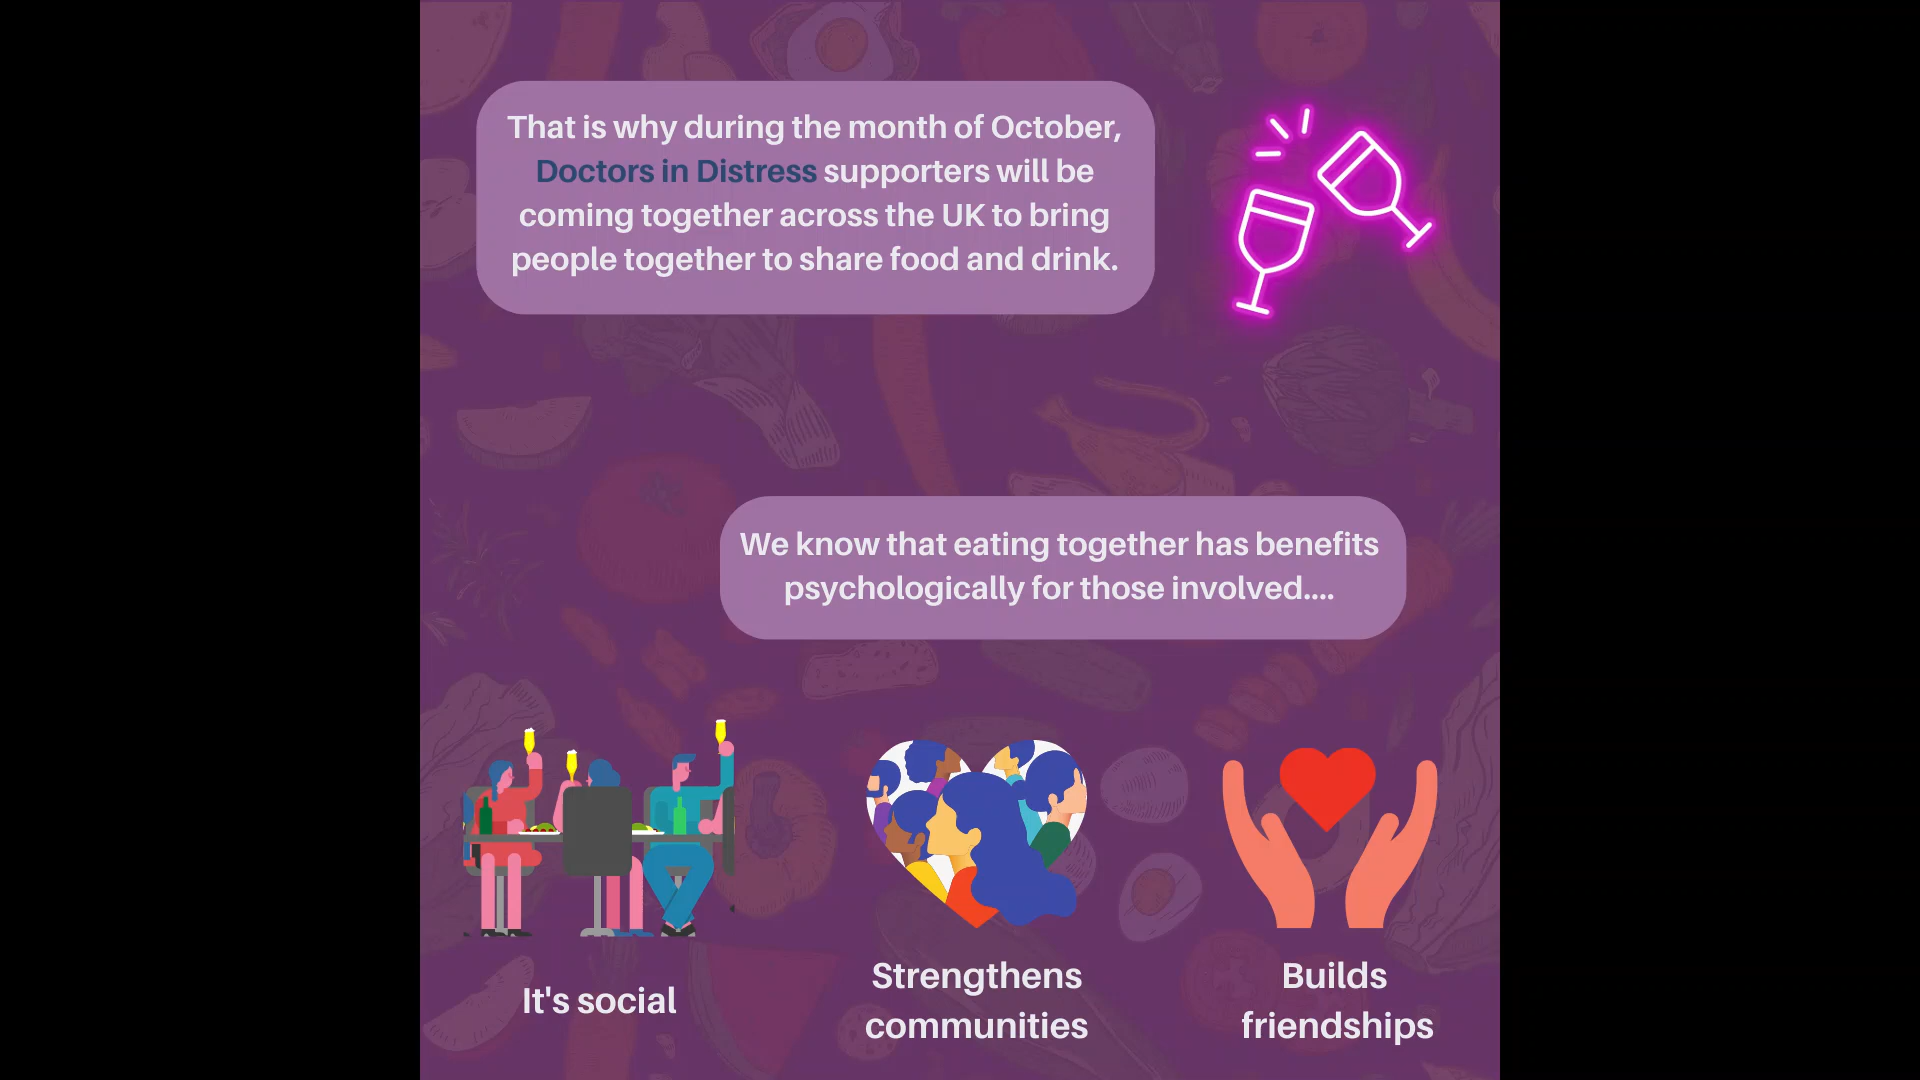 That is why during the month of October,
Doctors in Distress supporters will be
coming together across the UK to bring
people together to share food and drink.
We know that eating together has benefits
psychologically for those involved....
It's social
Strengthens
communities
Builds
friendships